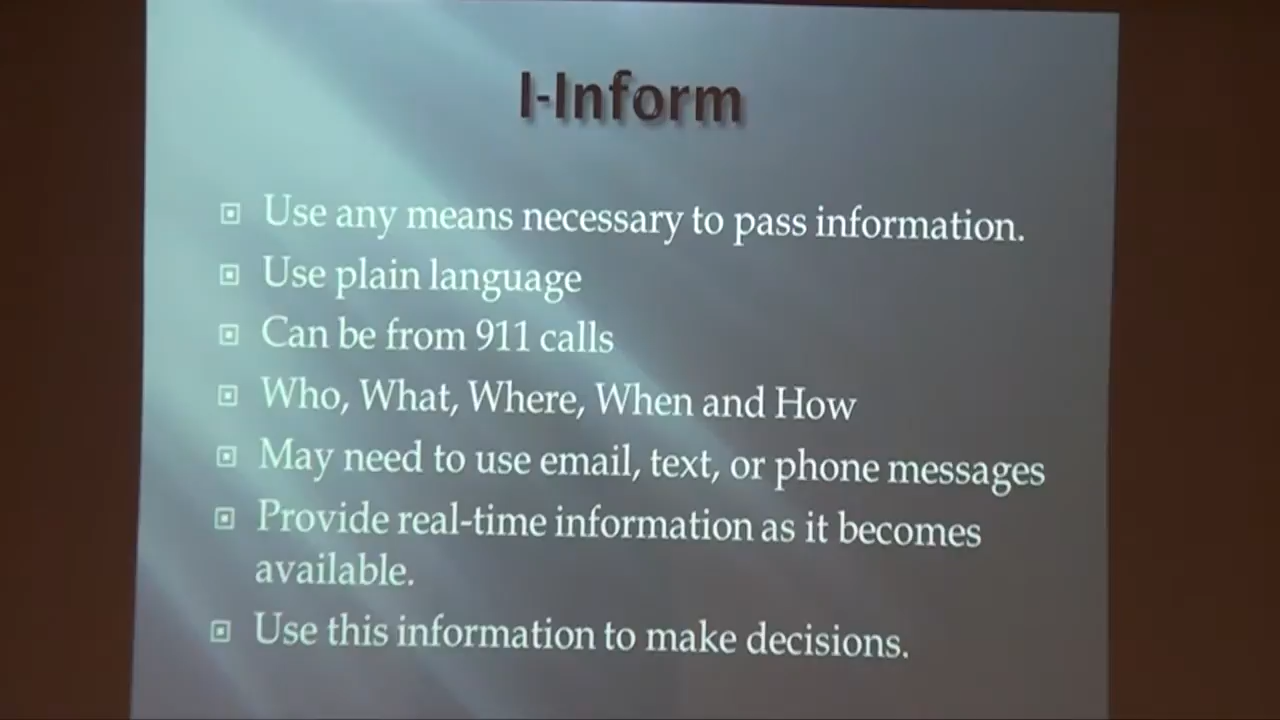 I-Inform
Use any means necessary to pass information.
Use plain language
Can be from 911 calls
Who, What, Where, When and How
May need to use email, text, or phone messages
Provide real-time information as it becomes
available.
Use this information to make decisions.